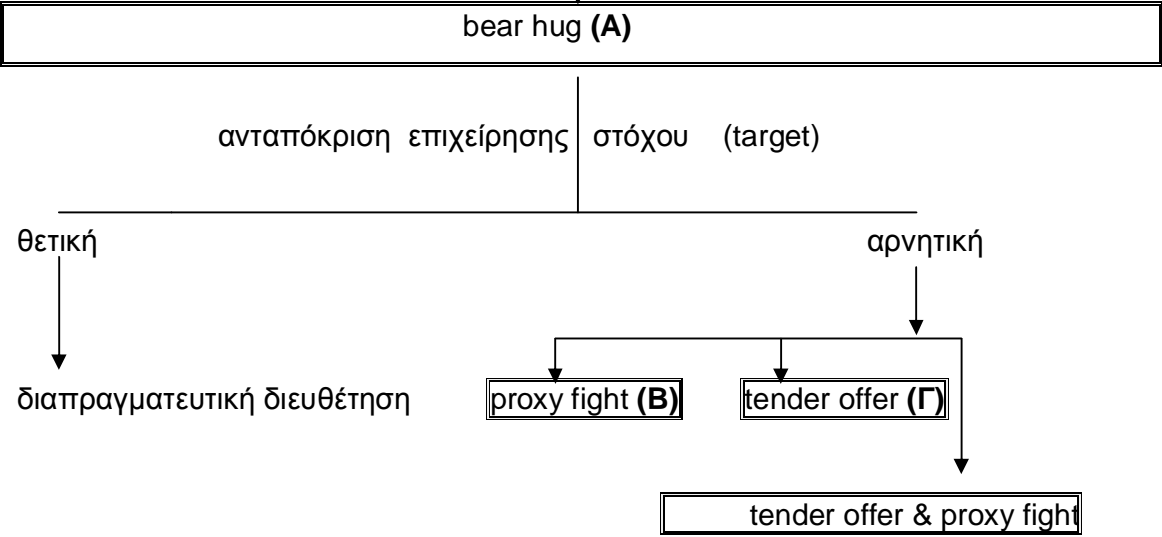 bear hug (A)
ανταπόκριση επιχείρησης στόχου (target)
θετική αρνητική
διαπραγματευτική διευθέτηση proxy fight (B) tender offer (Γ)
tender offer & proxy fight